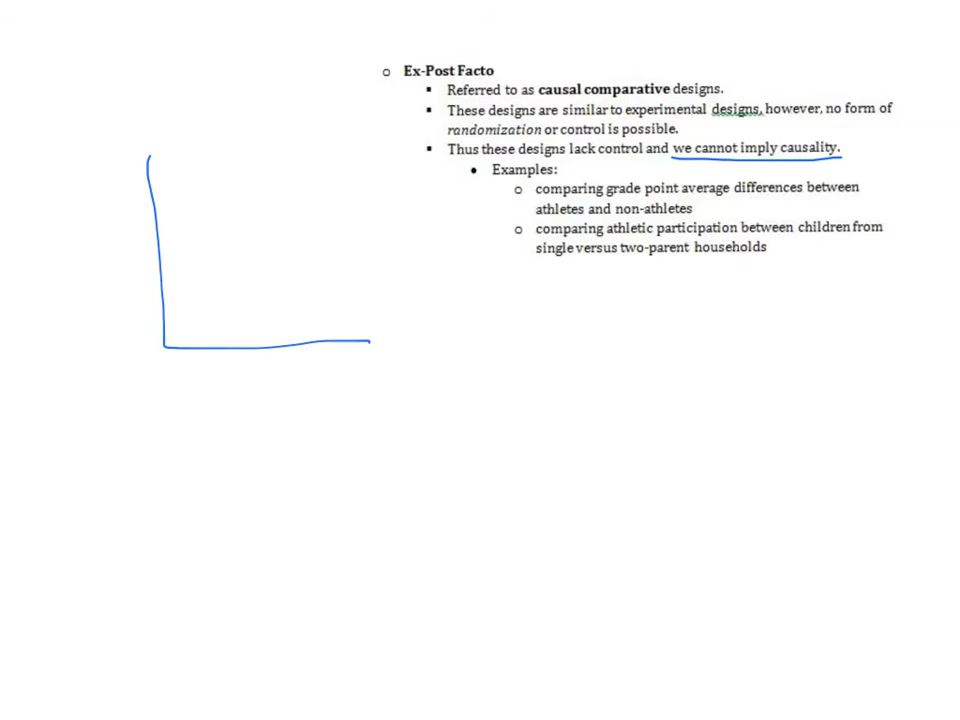 o Ex-Post Facto
▪ Referred to as causal comparative designs.
▪ These designs are similar to experimental designs, however, no form of
randomization or control is possible.
▪ Thus these designs lack control and we cannot imply causality.
• Examples:
o comparing grade point average differences between
athletes and non-athletes
o comparing athletic participation between children from
single versus two-parent households